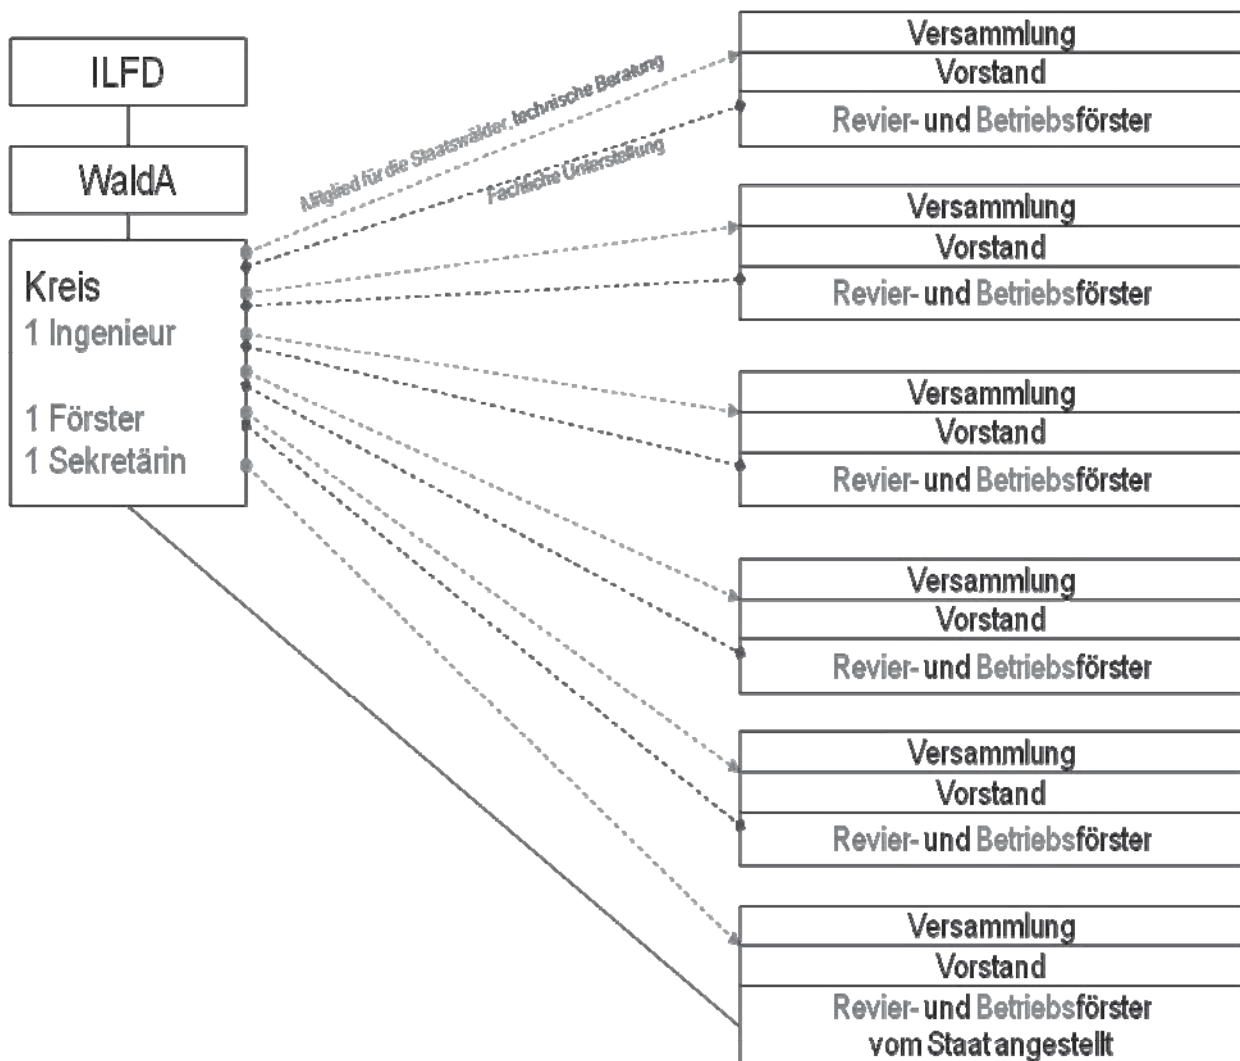 ILFD
WaldA
Kreis
1 Ingenieur
1 Förster
1 Sekretärin
Mitglied für die Staatswälder, technische Beratung
Fachliche Unterstellung
Versammlung
Vorstand
Revier- und Betriebsförster
Versammlung
Vorstand
Revier- und Betriebsförster
Versammlung
Vorstand
Revier- und Betriebsförster
Versammlung
Vorstand
Revier- und Betriebsförster
Versammlung
Vorstand
Revier- und Betriebsförster
Versammlung
Vorstand
Revier- und Betriebsförster
vom Staat angestellt